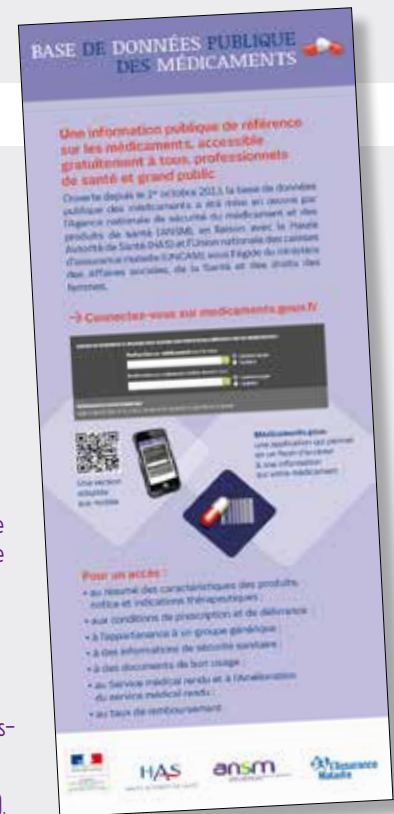 BASE DE DONNÉES PUBLIQUE
DES MÉDICAMENTS
Une information publique de référence
sur les médicaments, accessible
gratuitement à tous, professionnels
de santé et grand public
Ouverte depuis le 1er octobre 2013, la base de données
publique des médicaments a été mise en œuvre par
l'Agence nationale de sécurité du médicament et des
produits de santé (ANSM), en liaison avec la Haute
Autorité de Santé (HAS) et l'Union nationale des caisses
d'assurance maladie (UNCAM), sous l'égide du ministère
des affaires sociales, de la Santé et des droits des
femmes.
→ Connectez-vous sur medicaments.gouv.fr
Une version
adaptée
aux mobiles
une application qui permet
en un flash d'accéder
à une information
sur votre médicament
Pour un accès :
• au résumé des caractéristiques des produits,
notice et indications thérapeutiques ;
• aux conditions de prescription et de délivrance ;
• à l'appartenance à un groupe générique ;
• à des informations de sécurité sanitaire ;
• à des documents de bon usage ;
• au Service médical rendu et à l'Amélioration
du service médical rendu ;
• au taux de remboursement.
HAS
HAUTE AUTORITÉ DE SANTÉ
ansm
l'Assurance
Maladie
e
e
s-
).